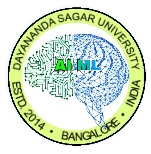 DAYANANDA SAGAR UNIVERSITY
AI ML
ESTD. 2014 • BANGALORE • INDIA